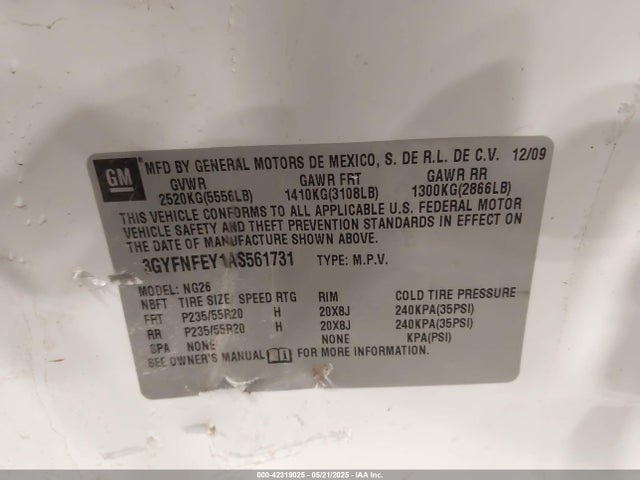 GM
MFD BY GENERAL MOTORS DE MEXICO, S. DE R.L. DE C.V. 12/09
GVWR GAWR FRT GAWR RR
2520KG(5556LB) 1410KG(3108LB) 1300KG(2866LB)
THIS VEHICLE CONFORMS TO ALL APPLICABLE U.S. FEDERAL MOTOR
VEHICLE SAFETY AND THEFT PREVENTION STANDARDS IN EFFECT ON
THE DATE OF MANUFACTURE SHOWN ABOVE.
3GYFNFEY1AS561731 TYPE: M.P.V.
MODEL: NG26
NBFT TIRE SIZE SPEED RTG RIM COLD TIRE PRESSURE
FRT P235/55R20 H 20X8J 240KPA(35PSI)
RR P235/55R20 H 20X8J 240KPA(35PSI)
SPA NONE NONE KPA(PSI)
SEE OWNER'S MANUAL i FOR MORE INFORMATION.
000-42319025 - 05/21/2025 - IAA Inc.